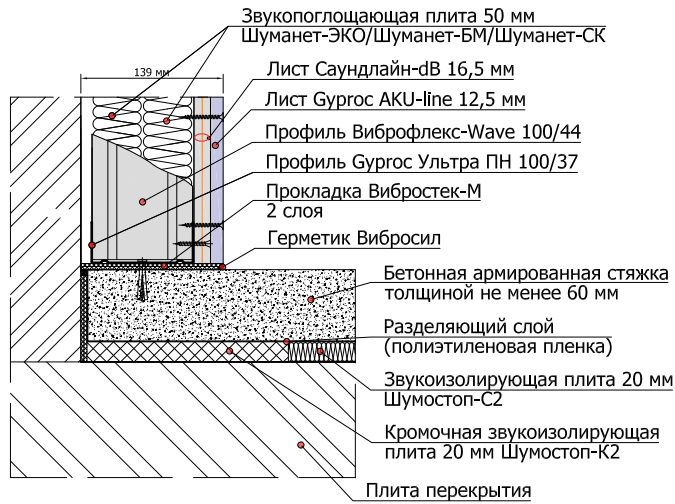 Звукопоглощающая плита 50 мм
Шуманет-ЭКО/Шуманет-БМ/Шуманет-СК
139 мм
Лист Саундлайн-dB 16,5 мм
Лист Gyproc AKU-line 12,5 мм
Профиль Виброфлекс-Wave 100/44
Профиль Gyproc Ультра ПН 100/37
Прокладка Вибростек-М
2 слоя
Герметик Вибросил
Бетонная армированная стяжка
толщиной не менее 60 мм
Разделяющий слой
(полиэтиленовая пленка)
Звукоизолирующая плита 20 мм
Шумостоп-С2
Кромочная звукоизолирующая
плита 20 мм Шумостоп-К2
Плита перекрытия